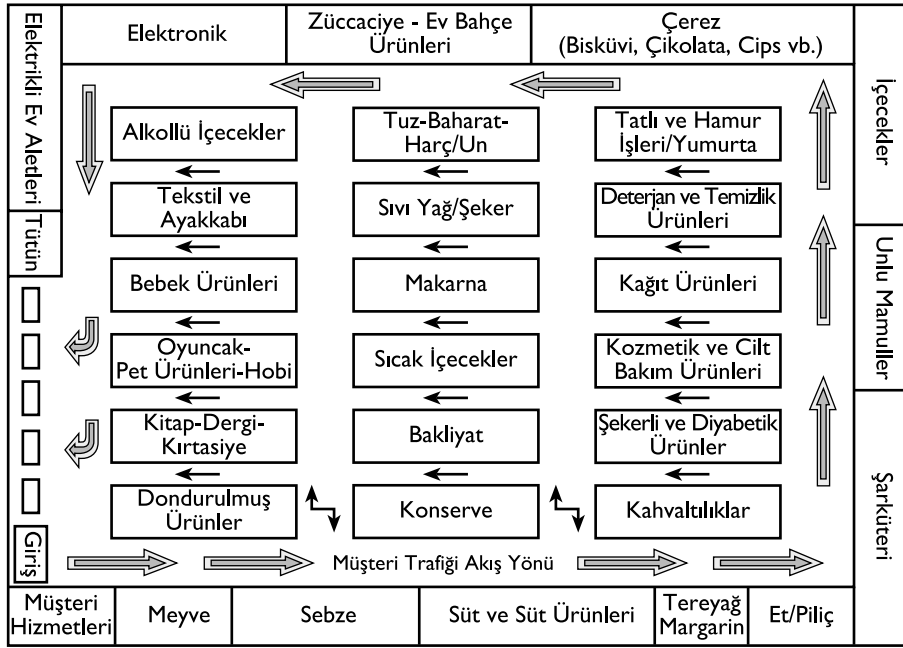 Elektronik
Züccaciye - Ev Bahçe
Ürünleri
Çerez
(Bisküvi, Çikolata, Cips vb.)
Elektrikli Ev Aletleri
Tütün
Giriş
İçecekler
Unlu Mamuller
Şarküteri
Alkollü İçecekler
Tuz-Baharat-
Harç/Un
Tatlı ve Hamur
İşleri/Yumurta
Tekstil ve
Ayakkabı
Sıvı Yağ/Şeker
Deterjan ve Temizlik
Ürünleri
Bebek Ürünleri
Makarna
Kağıt Ürünleri
Oyuncak-
Pet Ürünleri-Hobi
Sıcak İçecekler
Kozmetik ve Cilt
Bakım Ürünleri
Kitap-Dergi-
Kırtasiye
Bakliyat
Şekerli ve Diyabetik
Ürünler
Dondurulmuş
Ürünler
Konserve
Kahvaltılıklar
Müşteri Trafiği Akış Yönü
Müşteri
Hizmetleri
Meyve
Sebze
Süt ve Süt Ürünleri
Tereyağ
Margarin
Et/Piliç